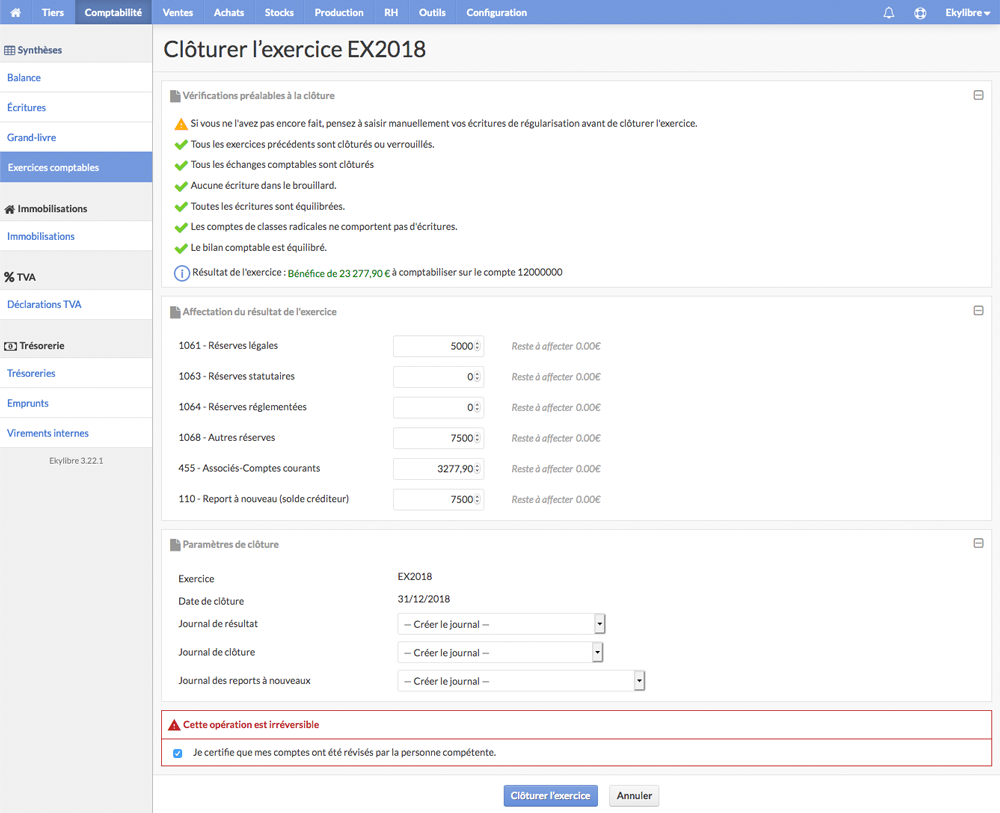 Tiers Comptabilité Ventes Achats Stocks Production RH Outils Configuration Ekylibre
Synthèses
Balance
Écritures
Grand-livre
Exercices comptables
Immobilisations
Immobilisations
TVA
Déclarations TVA
Trésorerie
Trésoreries
Emprunts
Virements internes
Ekylibre 3.22.1
Clôturer l’exercice EX2018
Vérifications préalables à la clôture
Si vous ne l'avez pas encore fait, pensez à saisir manuellement vos écritures de régularisation avant de clôturer l'exercice.
Tous les exercices précédents sont clôturés ou verrouillés.
Tous les échanges comptables sont clôturés
Aucune écriture dans le brouillard.
Toutes les écritures sont équilibrées.
Les comptes de classes radicales ne comportent pas d'écritures.
Le bilan comptable est équilibré.
Résultat de l'exercice : Bénéfice de 23 277,90 € à comptabiliser sur le compte 12000000
Affectation du résultat de l'exercice
1061 - Réserves légales 5000 Reste à affecter 0.00€
1063 - Réserves statutaires 0 Reste à affecter 0.00€
1064 - Réserves réglementées 0 Reste à affecter 0.00€
1068 - Autres réserves 7500 Reste à affecter 0.00€
455 - Associés-Comptes courants 3277,90 Reste à affecter 0.00€
110 - Report à nouveau (solde créditeur) 7500 Reste à affecter 0.00€
Paramètres de clôture
Exercice EX2018
Date de clôture 31/12/2018
Journal de résultat -- Créer le journal --
Journal de clôture -- Créer le journal --
Journal des reports à nouveaux -- Créer le journal --
Cette opération est irréversible
Je certifie que mes comptes ont été révisés par la personne compétente.
Clôturer l’exercice Annuler